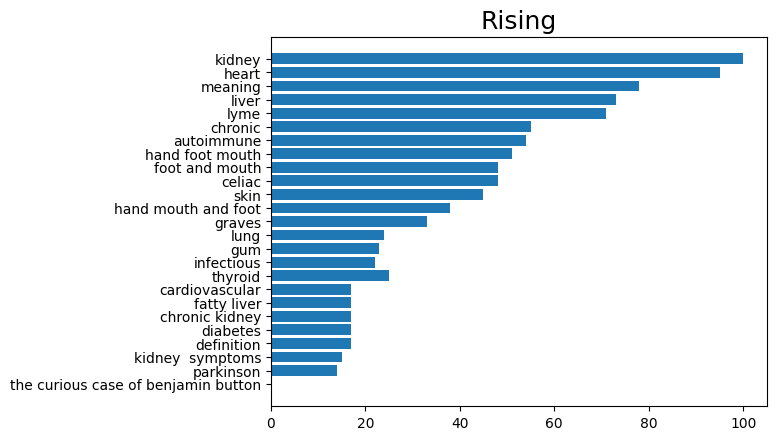 Rising
kidney
heart
meaning
liver
lyme
chronic
autoimmune
hand foot mouth
foot and mouth
celiac
skin
hand mouth and foot
graves
lung
gum
infectious
thyroid
cardiovascular
fatty liver
chronic kidney
diabetes
definition
kidney  symptoms
parkinson
the curious case of benjamin button
0 20 40 60 80 100